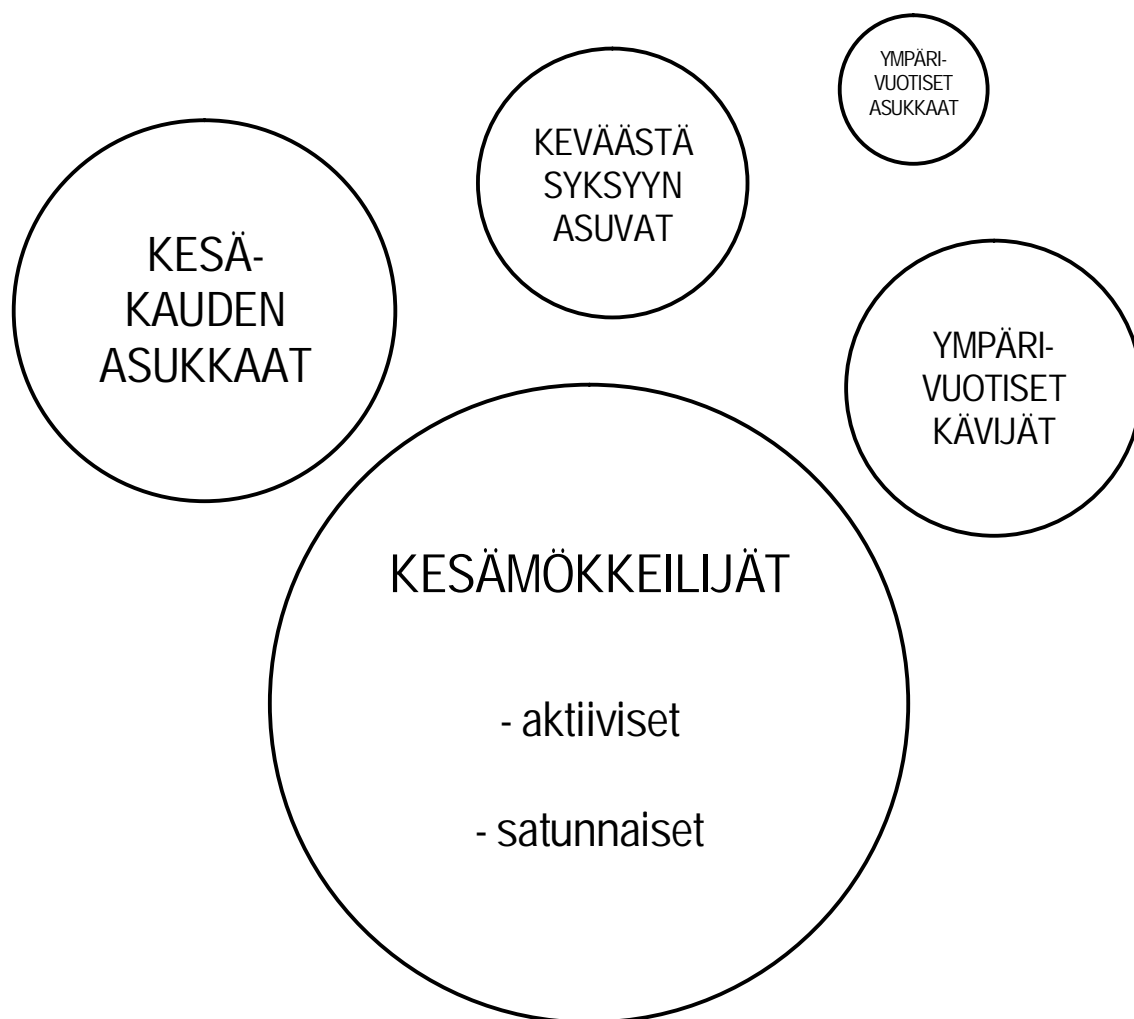 YMPÄRI-
VUOTISET
ASUKKAAT
KEVÄÄSTÄ
SYKSYYN
ASUVAT
KESÄ-
KAUDEN
ASUKKAAT
YMPÄRI-
VUOTISET
KÄVIJÄT
KESÄMÖKKEILIJÄT
- aktiiviset
- satunnaiset